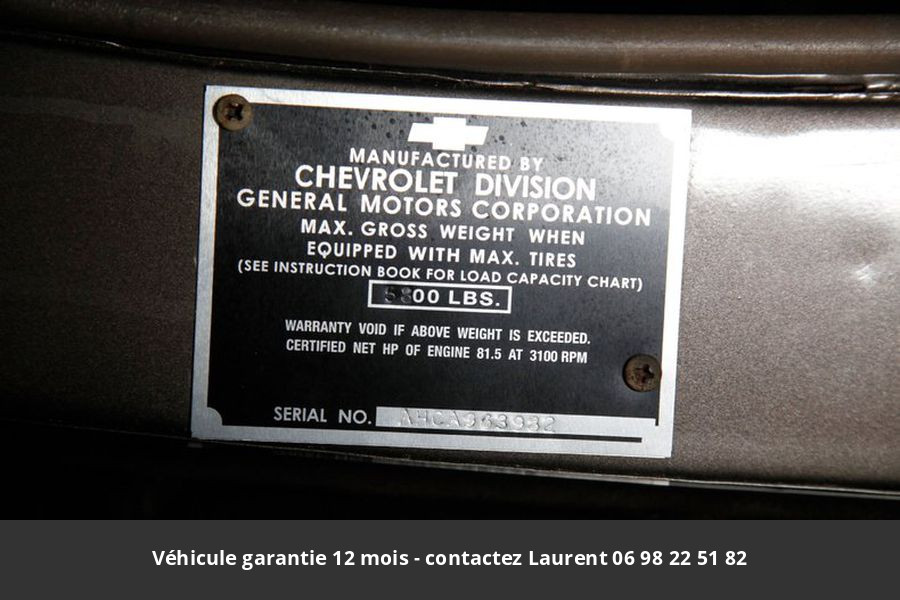 MANUFACTURED BY
CHEVROLET DIVISION
GENERAL MOTORS CORPORATION
MAX. GROSS WEIGHT WHEN
EQUIPPED WITH MAX. TIRES
(SEE INSTRUCTION BOOK FOR LOAD CAPACITY CHART)
5800 LBS.
WARRANTY VOID IF ABOVE WEIGHT IS EXCEEDED.
CERTIFIED NET HP OF ENGINE 81.5 AT 3100 RPM
SERIAL NO. AHCA963932
Véhicule garantie 12 mois - contactez Laurent 06 98 22 51 82